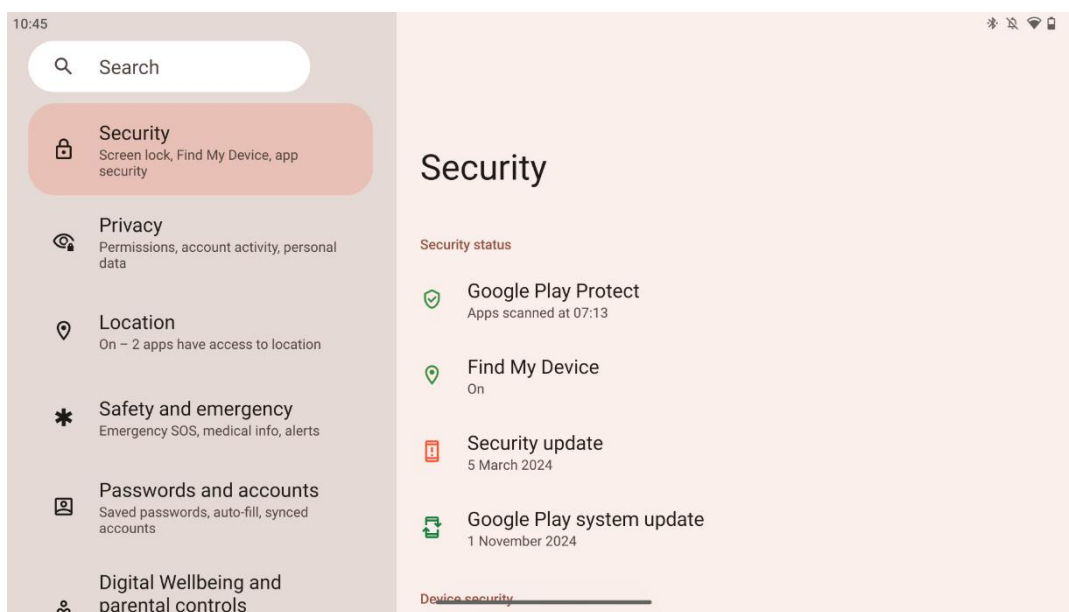 10:45
Search
Security
Screen lock, Find My Device, app
security
Privacy
Permissions, account activity, personal
data
Location
On – 2 apps have access to location
Safety and emergency
Emergency SOS, medical info, alerts
Passwords and accounts
Saved passwords, auto-fill, synced
accounts
Digital Wellbeing and
parental controls
Security
Security status
Google Play Protect
Apps scanned at 07:13
Find My Device
On
Security update
5 March 2024
Google Play system update
1 November 2024
Device security